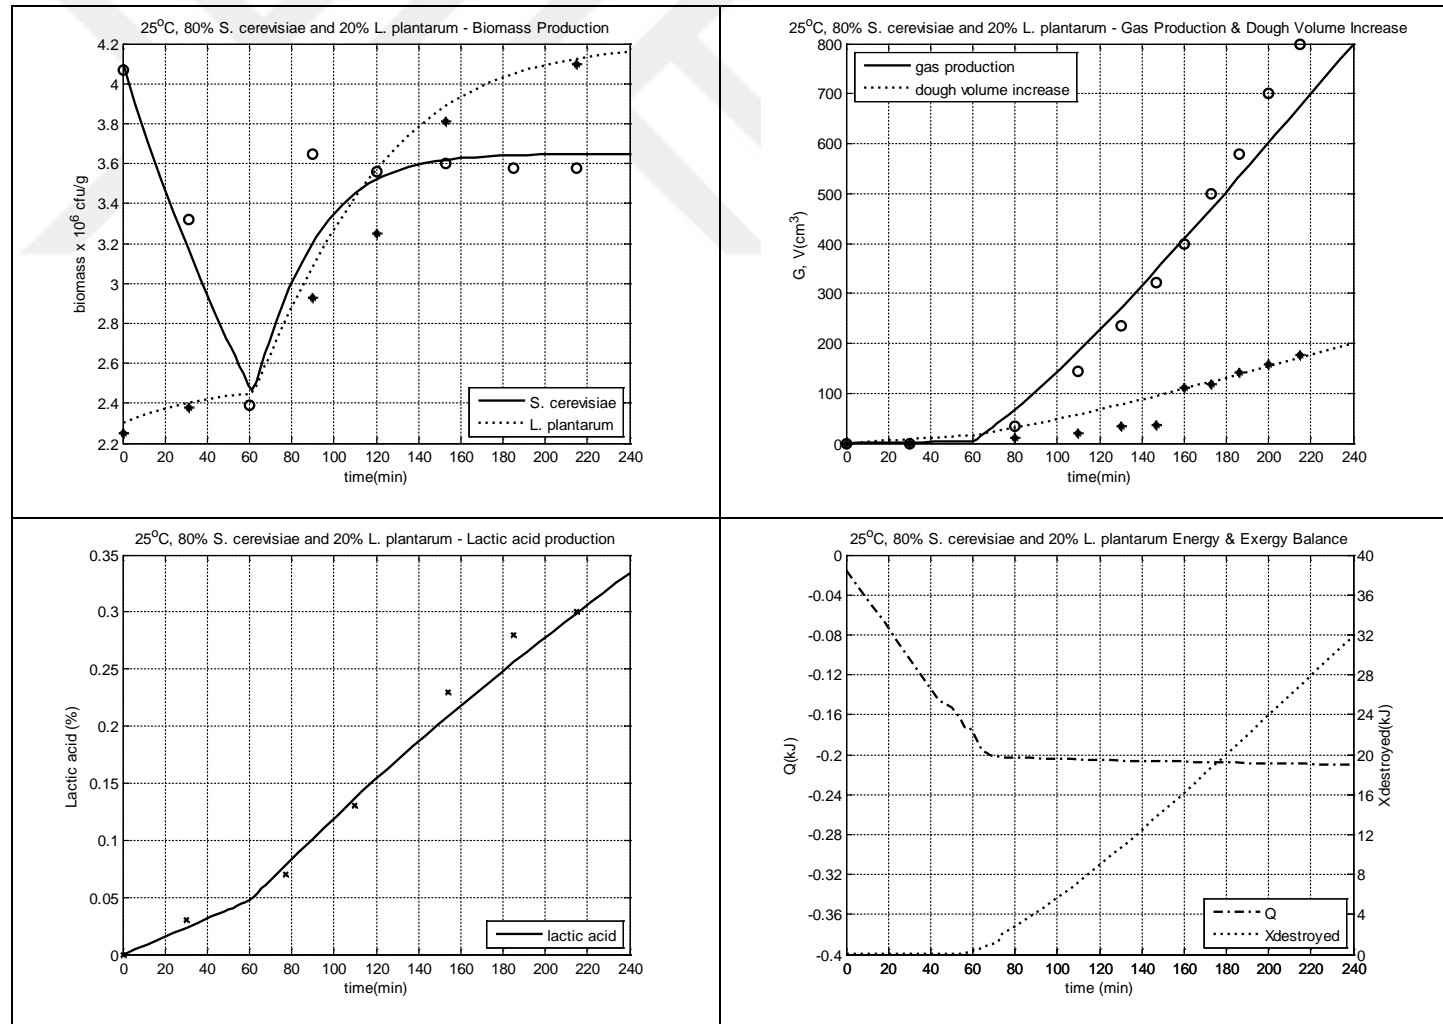 25°C, 80% S. cerevisiae and 20% L. plantarum - Biomass Production
4.2
4
3.8
3.6
3.4
3.2
3
2.8
2.6
2.4
2.2
biomass x 10⁶ cfu/g
S. cerevisiae
L. plantarum
0 20 40 60 80 100 120 140 160 180 200 220 240
time(min)
25°C, 80% S. cerevisiae and 20% L. plantarum - Gas Production & Dough Volume Increase
800
700
600
500
400
300
200
100
0
G, V(cm³)
gas production
dough volume increase
0 20 40 60 80 100 120 140 160 180 200 220 240
time(min)
25°C, 80% S. cerevisiae and 20% L. plantarum - Lactic acid production
0.35
0.3
0.25
0.2
0.15
0.1
0.05
0
Lactic acid (%)
lactic acid
0 20 40 60 80 100 120 140 160 180 200 220 240
time(min)
25°C, 80% S. cerevisiae and 20% L. plantarum Energy & Exergy Balance
0
-0.04
-0.08
-0.12
-0.16
-0.2
-0.24
-0.28
-0.32
-0.36
-0.4
Q(kJ)
40
36
32
28
24
20
16
12
8
4
0
Xdestroyed(kJ)
Q
Xdestroyed
0 20 40 60 80 100 120 140 160 180 200 220 240
time (min)